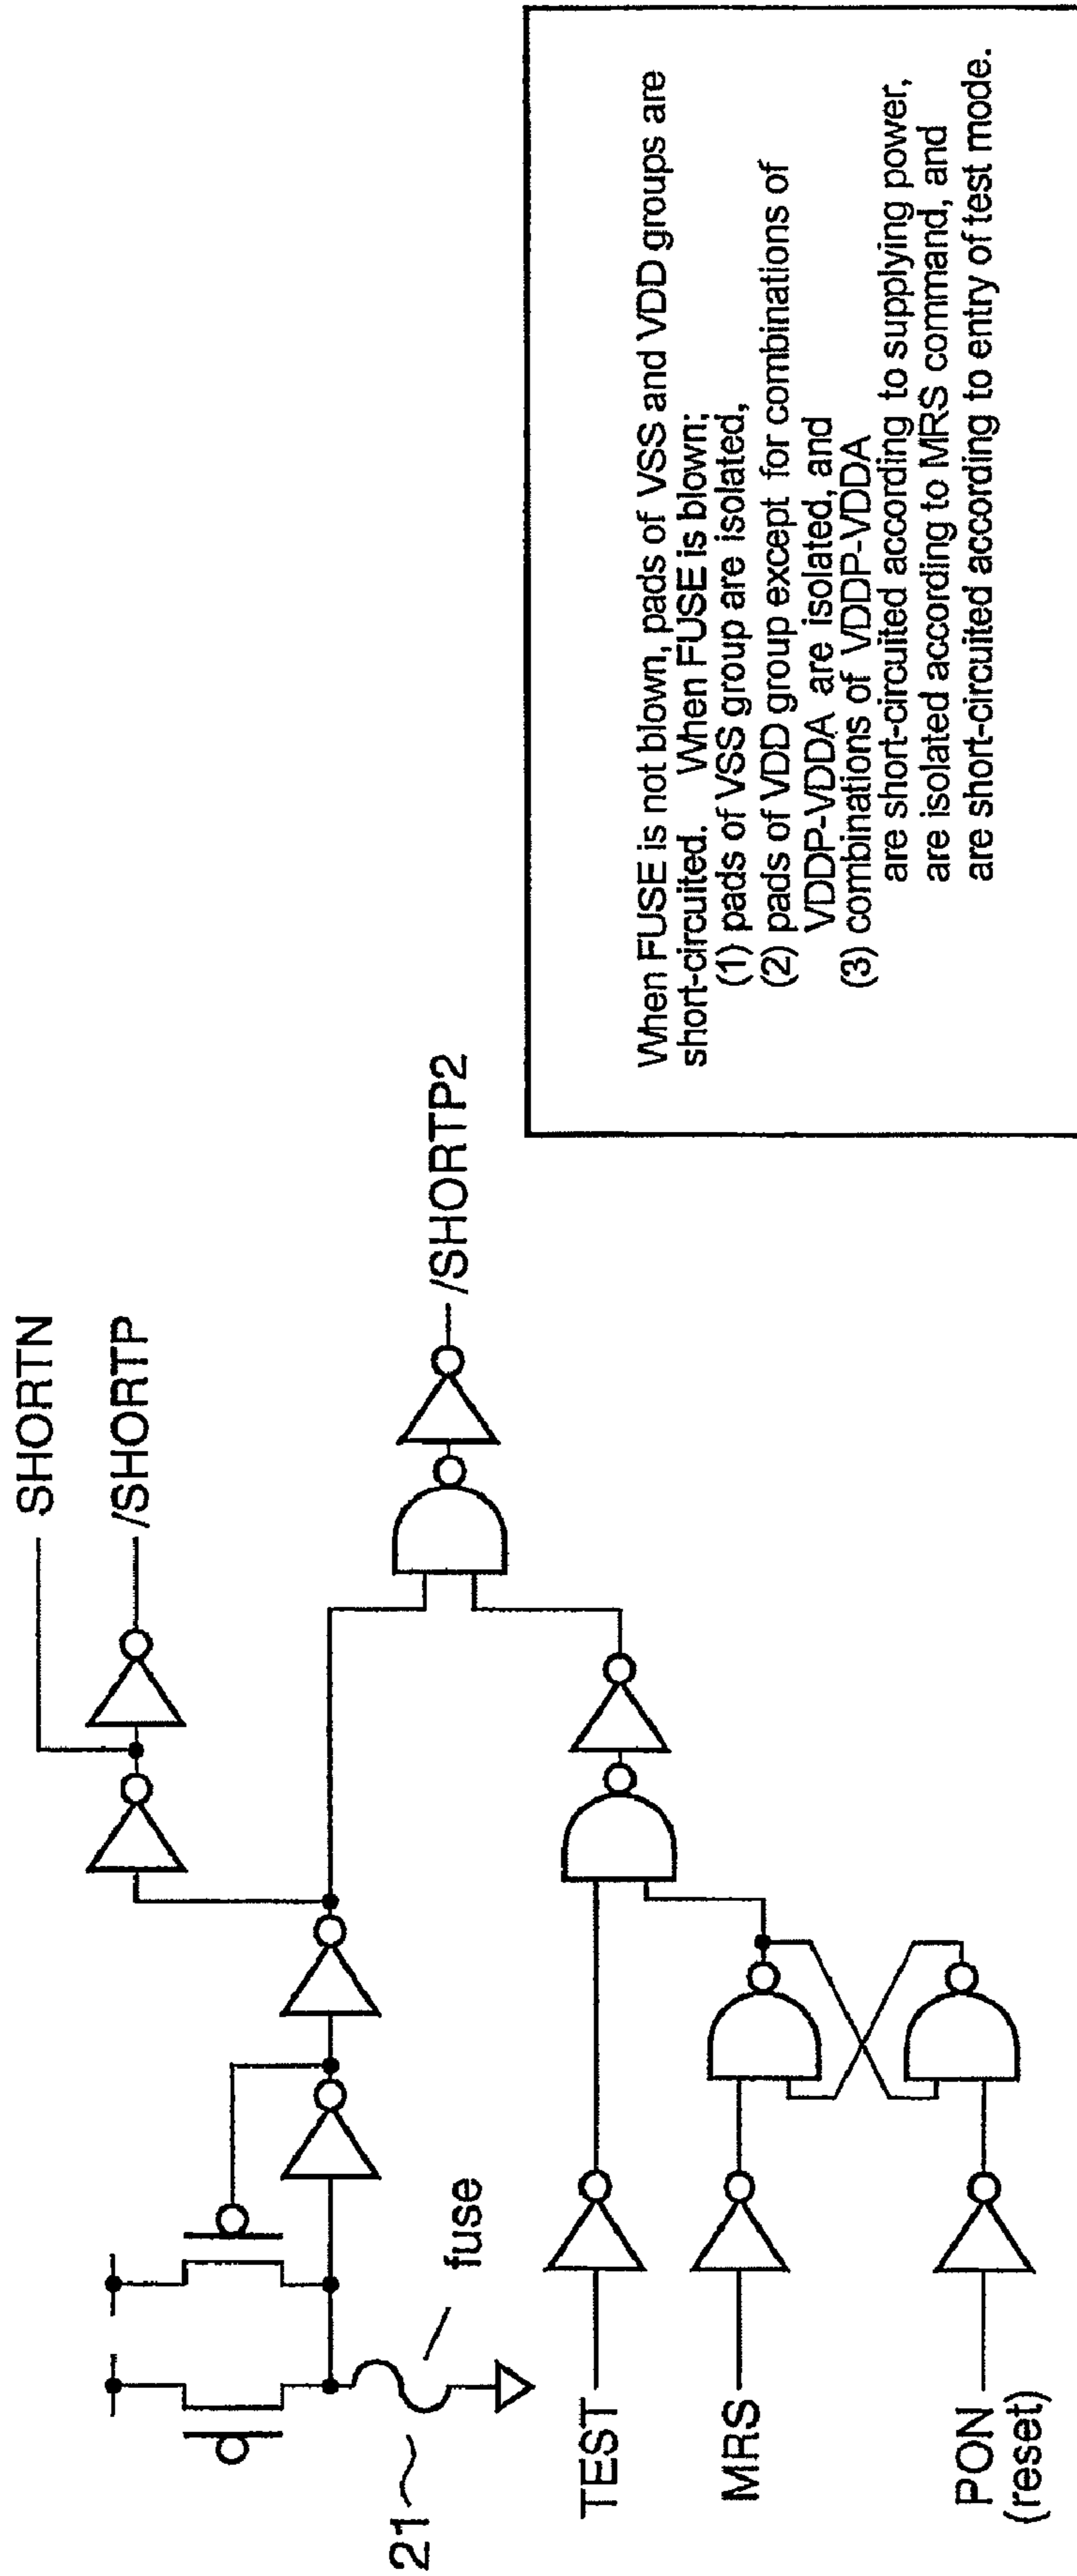 SHORTN
/SHORTP
/SHORTP2
fuse
21
TEST
MRS
PON
(reset)
When FUSE is not blown, pads of VSS and VDD groups are
short-circuited. When FUSE is blown;
(1) pads of VSS group are isolated,
(2) pads of VDD group except for combinations of
VDDP-VDDA are isolated, and
(3) combinations of VDDP-VDDA
are short-circuited according to supplying power,
are isolated according to MRS command, and
are short-circuited according to entry of test mode.